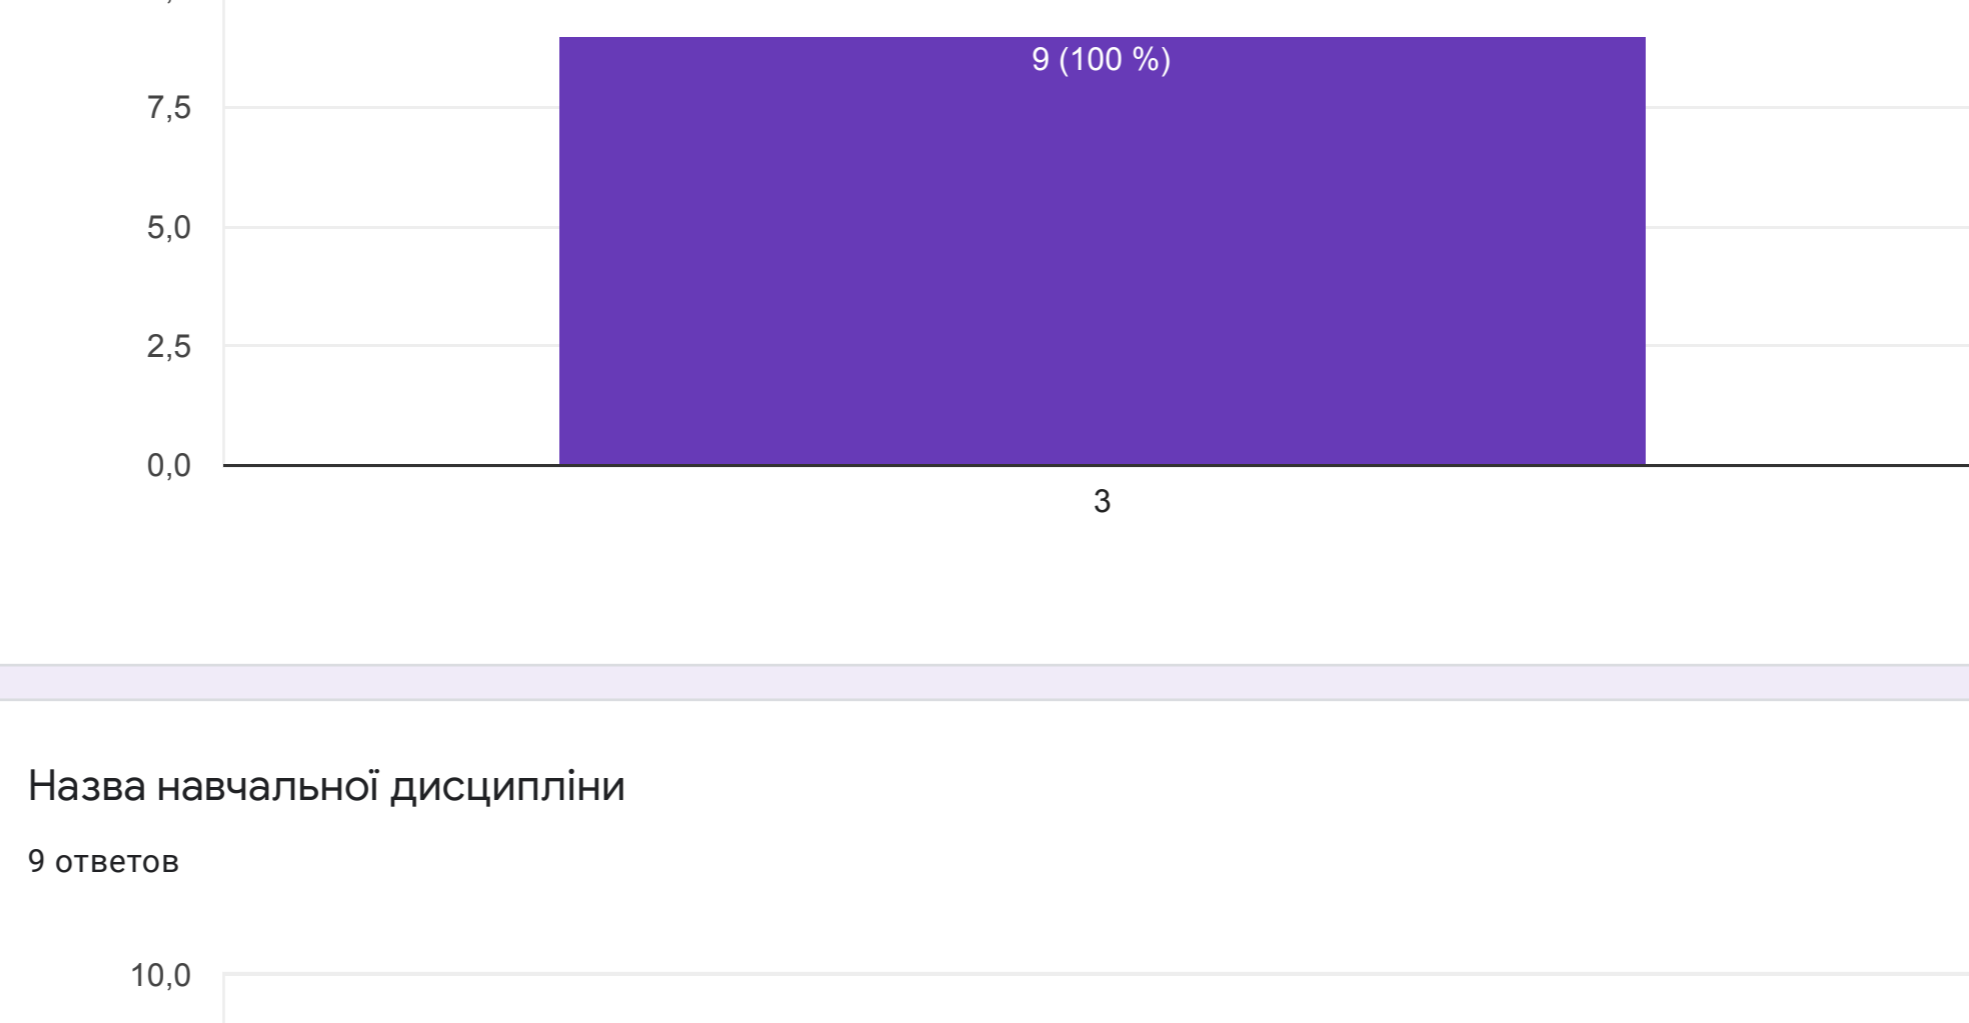 9 (100 %)
7,5
5,0
2,5
0,0
3
Назва навчальної дисципліни
9 ответов
10,0